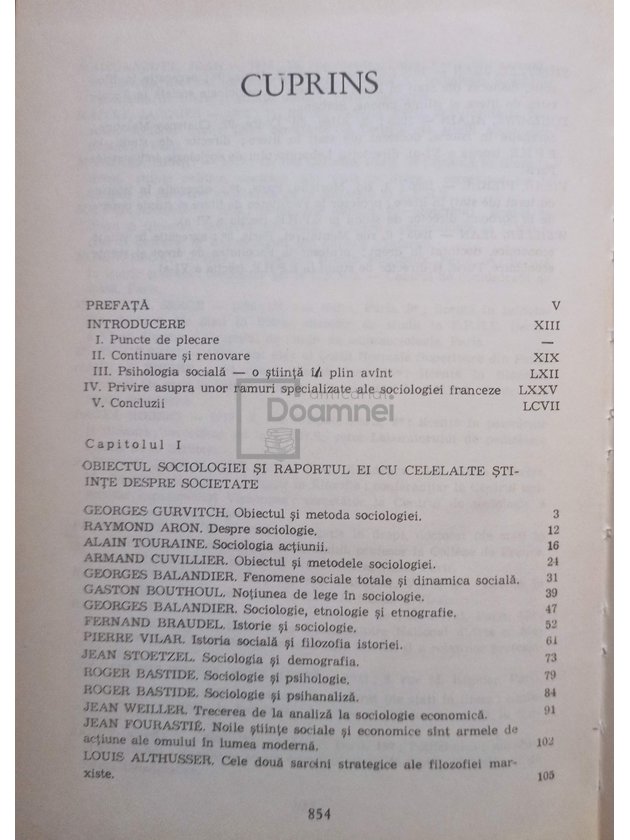 CUPRINS
PREFAȚĂ V
INTRODUCERE XIII
I. Puncte de plecare —
II. Continuare și renovare XIX
III. Psihologia socială — o știință în plin avînt LXII
IV. Privire asupra unor ramuri specializate ale sociologiei franceze LXXV
V. Concluzii LCVII
anticariat
Doamnei
Capitolul I
OBIECTUL SOCIOLOGIEI ȘI RAPORTUL EI CU CELELALTE ȘTI-
INȚE DESPRE SOCIETATE
GEORGES GURVITCH. Obiectul și metoda sociologiei. 3
RAYMOND ARON. Despre sociologie. 12
ALAIN TOURAINE. Sociologia acțiunii. 16
ARMAND CUVILLIER. Obiectul și metodele sociologiei. 24
GEORGES BALANDIER. Fenomene sociale totale și dinamica socială. 31
GASTON BOUTHOUL. Noțiunea de lege în sociologie. 39
GEORGES BALANDIER. Sociologie, etnologie și etnografie. 47
FERNAND BRAUDEL. Istorie și sociologie. 52
PIERRE VILAR. Istoria socială și filozofia istoriei. 61
JEAN STOETZEL. Sociologia și demografia. 73
ROGER BASTIDE. Sociologie și psihologie. 79
ROGER BASTIDE. Sociologie și psihanaliză. 84
JEAN WEILLER. Trecerea de la analiză la sociologie economică. 91
JEAN FOURASTIÉ. Noile științe sociale și economice sînt armele de
acțiune ale omului în lumea modernă. 102
LOUIS ALTHUSSER. Cele două sarcini strategice ale filozofiei mar-
xiste. 105
854